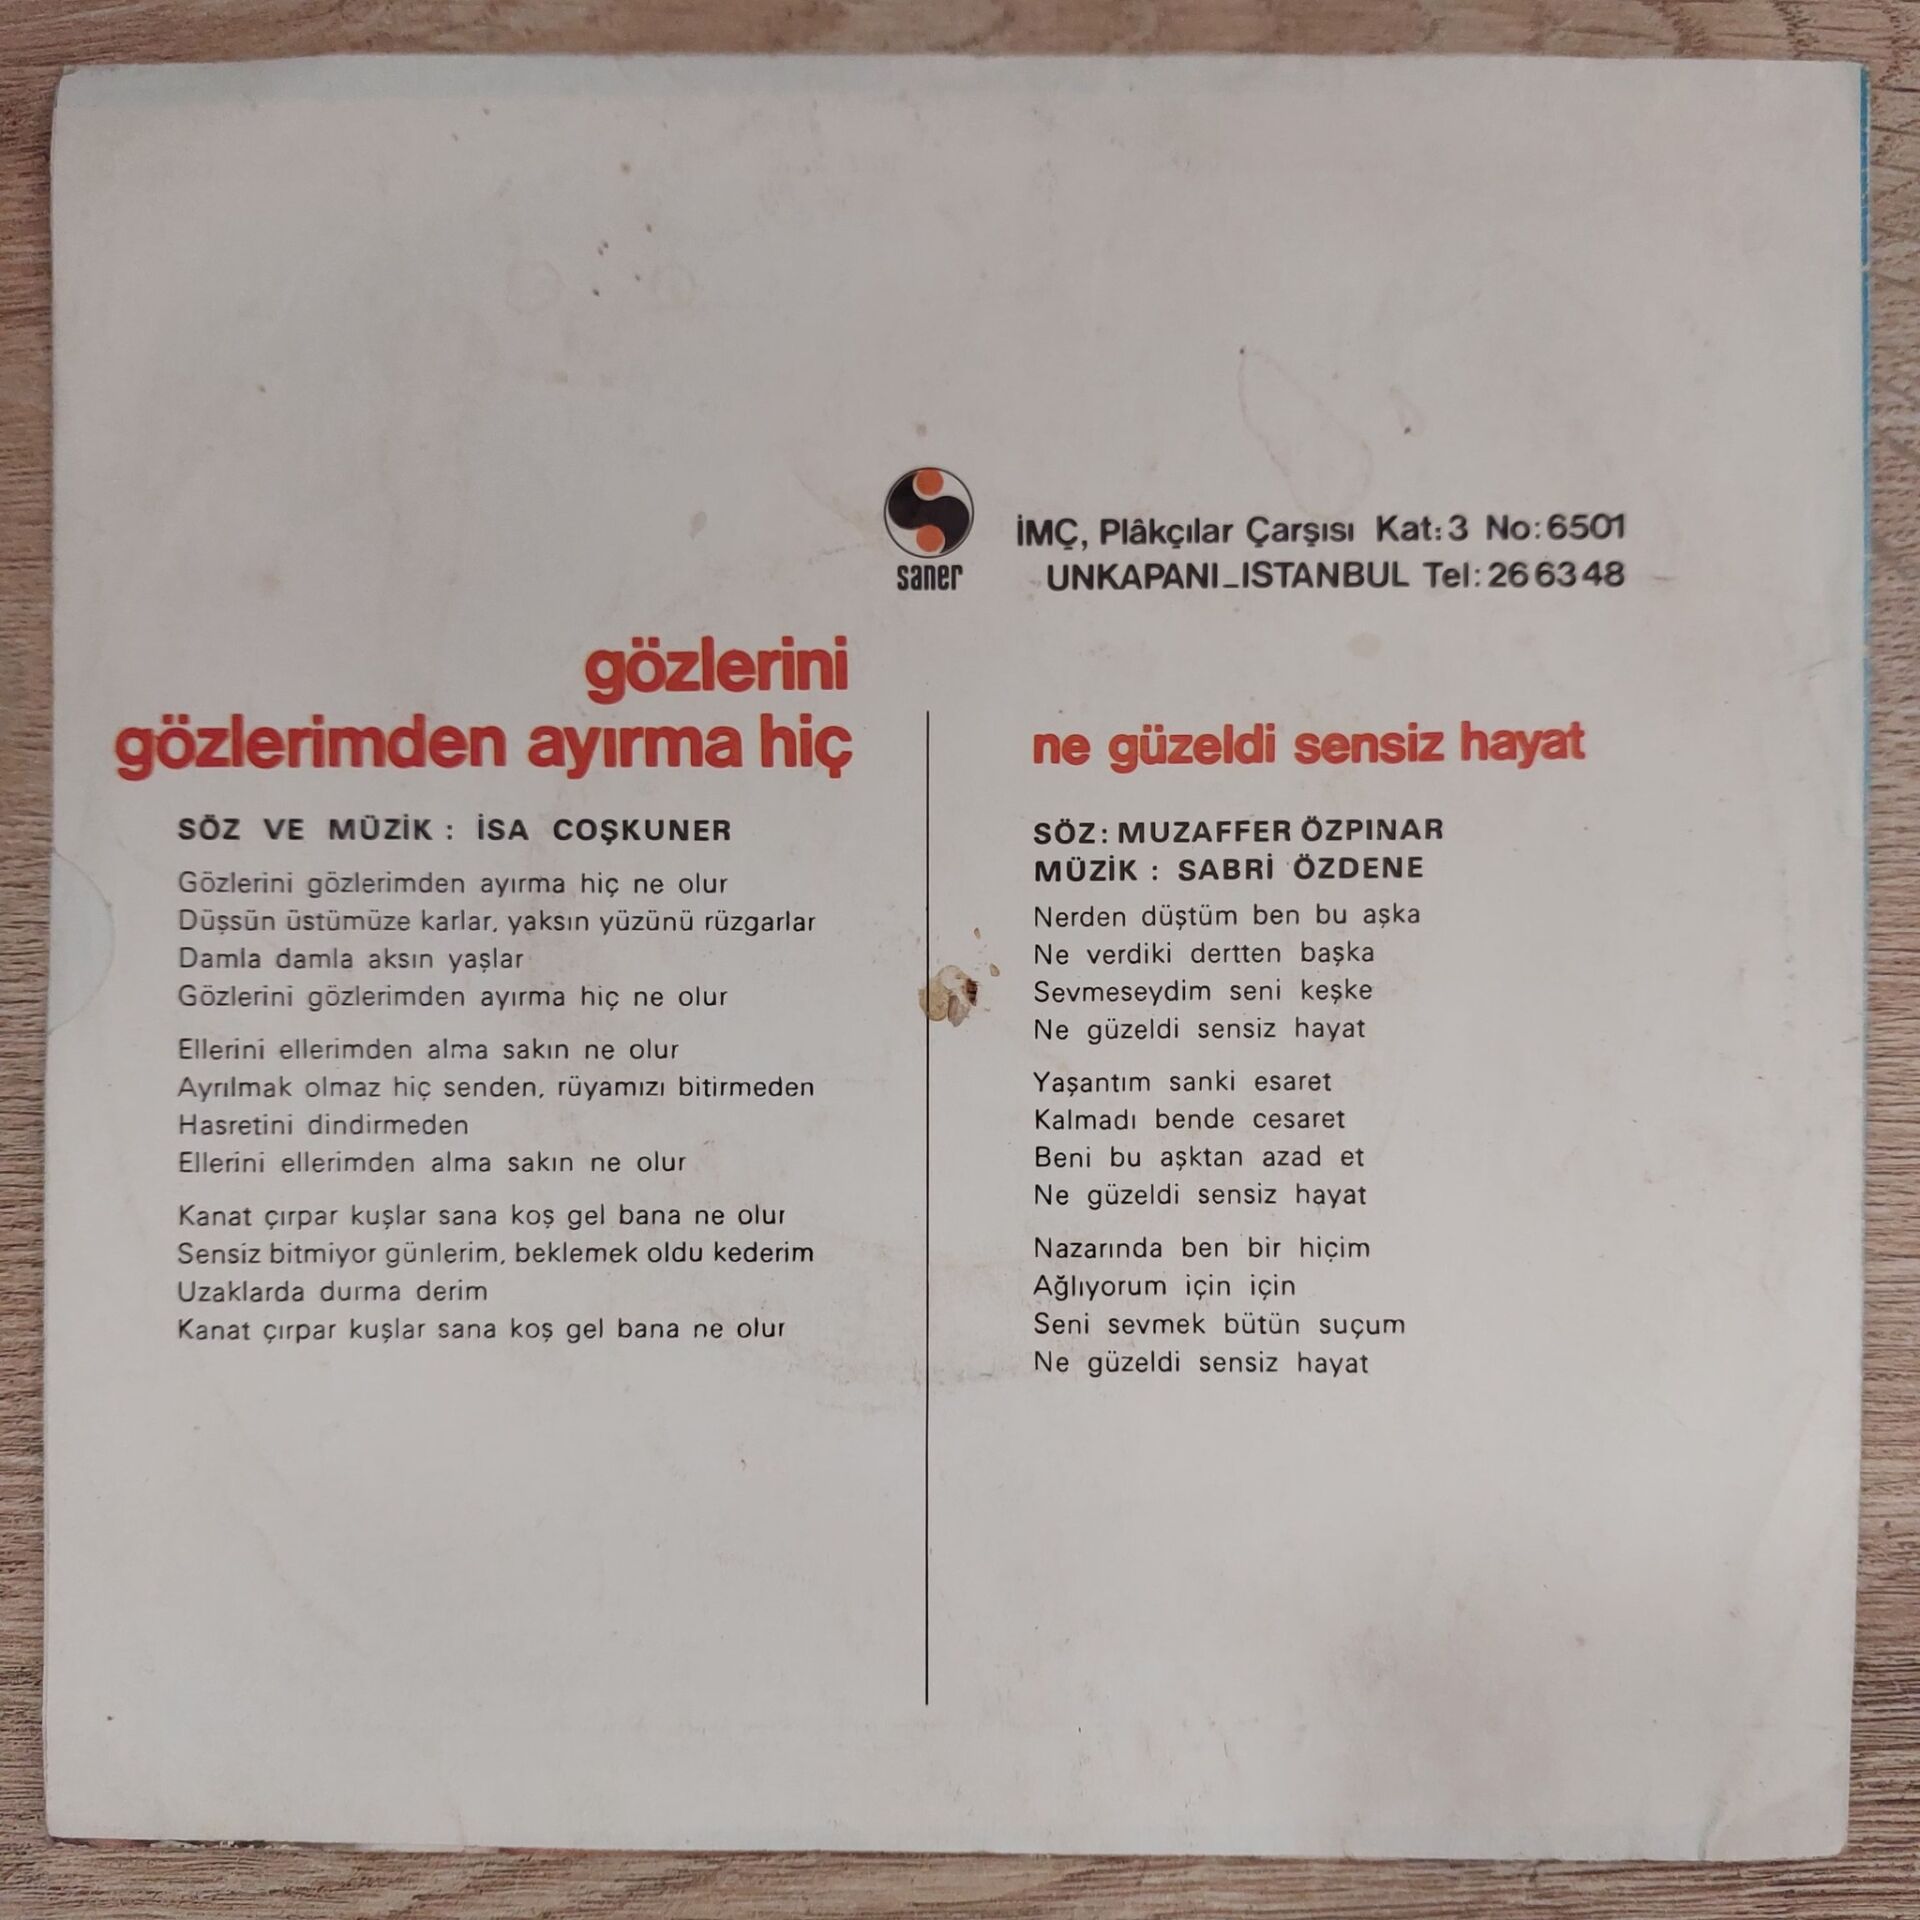 saner
İMÇ, Plâkçılar Çarşısı Kat:3 No:6501
UNKAPANI_ISTANBUL Tel:266348
gözlerini
gözlerimden ayırma hiç
SÖZ VE MÜZİK : İSA COŞKUNER
Gözlerini gözlerimden ayırma hiç ne olur
Düşsün üstümüze karlar, yaksın yüzünü rüzgarlar
Damla damla aksın yaşlar
Gözlerini gözlerimden ayırma hiç ne olur
Ellerini ellerimden alma sakın ne olur
Ayrılmak olmaz hiç senden, rüyamızı bitirmeden
Hasretini dindirmeden
Ellerini ellerimden alma sakın ne olur
Kanat çırpar kuşlar sana koş gel bana ne olur
Sensiz bitmiyor günlerim, beklemek oldu kederim
Uzaklarda durma derim
Kanat çırpar kuşlar sana koş gel bana ne olur
ne güzeldi sensiz hayat
SÖZ: MUZAFFER ÖZPINAR
MÜZİK : SABRİ ÖZDENE
Nerden düştüm ben bu aşka
Ne verdiki dertten başka
Sevmeseydim seni keşke
Ne güzeldi sensiz hayat
Yaşantım sanki esaret
Kalmadı bende cesaret
Beni bu aşktan azad et
Ne güzeldi sensiz hayat
Nazarında ben bir hiçim
Ağlıyorum için için
Seni sevmek bütün suçum
Ne güzeldi sensiz hayat